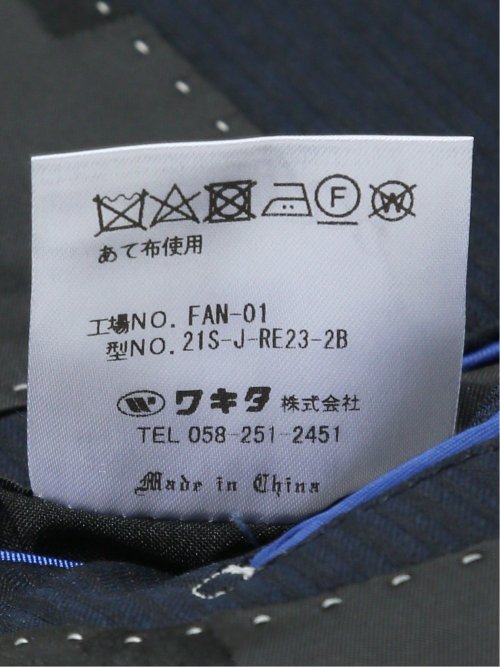 F W
あて布使用
工場NO. FAN-01
型NO. 21S-J-RE23-2B
W ワキタ 株式会社
TEL 058-251-2451
Made in China